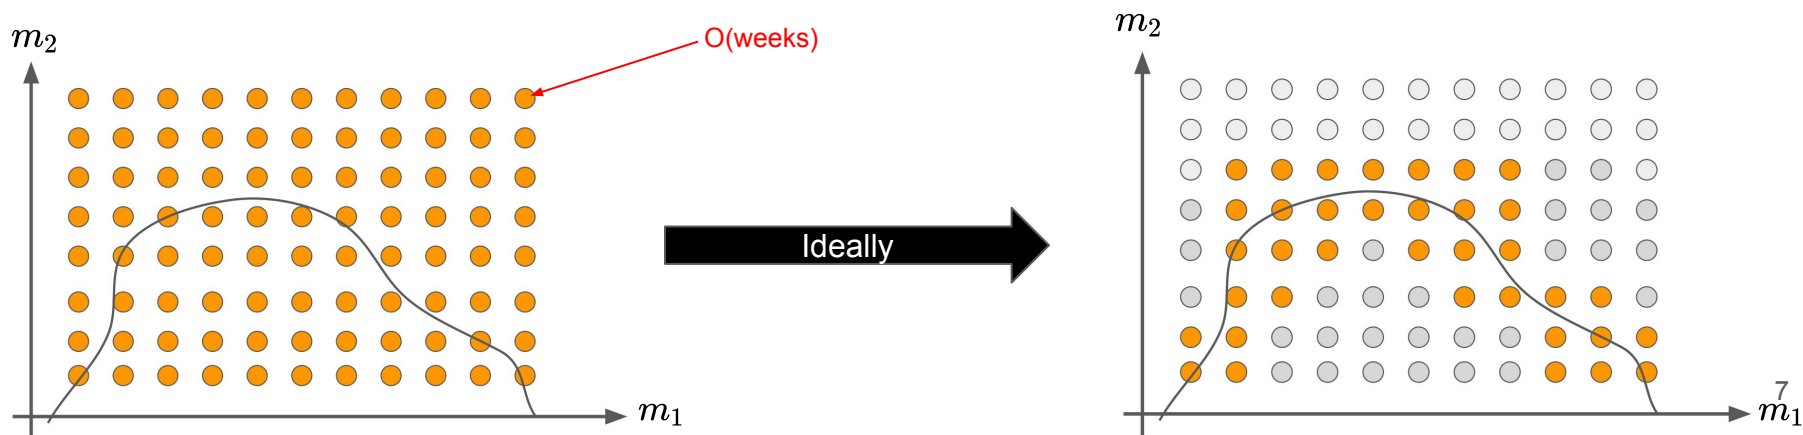 m₂
O(weeks)
m₁
Ideally
m₂
7
m₁